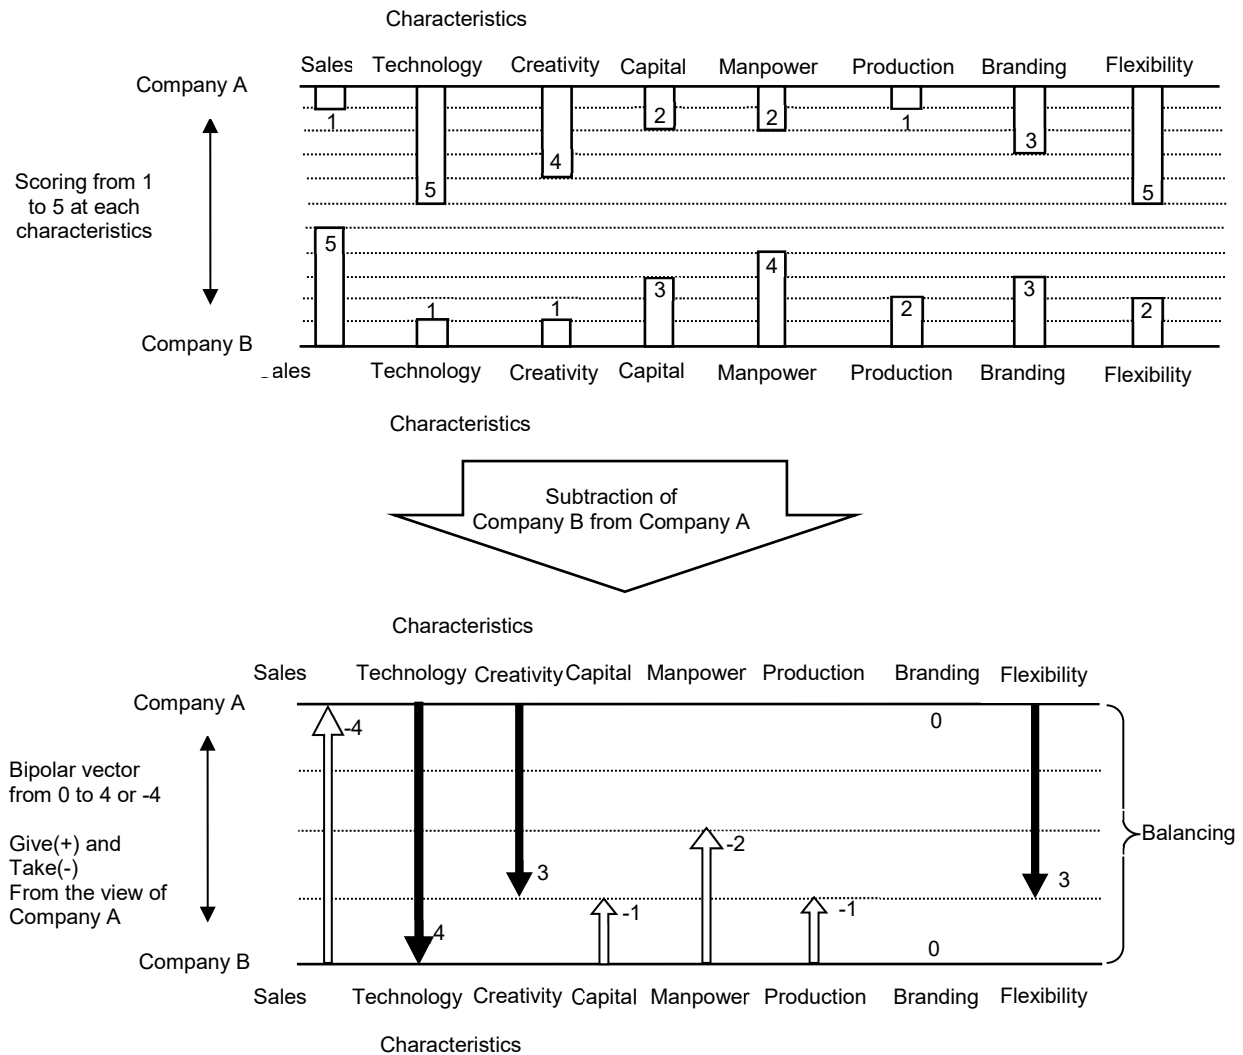 Characteristics
Sales Technology Creativity Capital Manpower Production Branding Flexibility
Company A
1 5 4 2 2 1 3 5
Scoring from 1
to 5 at each
characteristics
5 1 1 3 4 2 3 2
Company B
ales Technology Creativity Capital Manpower Production Branding Flexibility
Characteristics
Subtraction of
Company B from Company A
Characteristics
Sales Technology Creativity Capital Manpower Production Branding Flexibility
Company A
-4 4 3 -1 -2 -1 0 0 3
Bipolar vector
from 0 to 4 or -4
Give(+) and
Take(-)
From the view of
Company A
Balancing
Company B
Sales Technology Creativity Capital Manpower Production Branding Flexibility
Characteristics